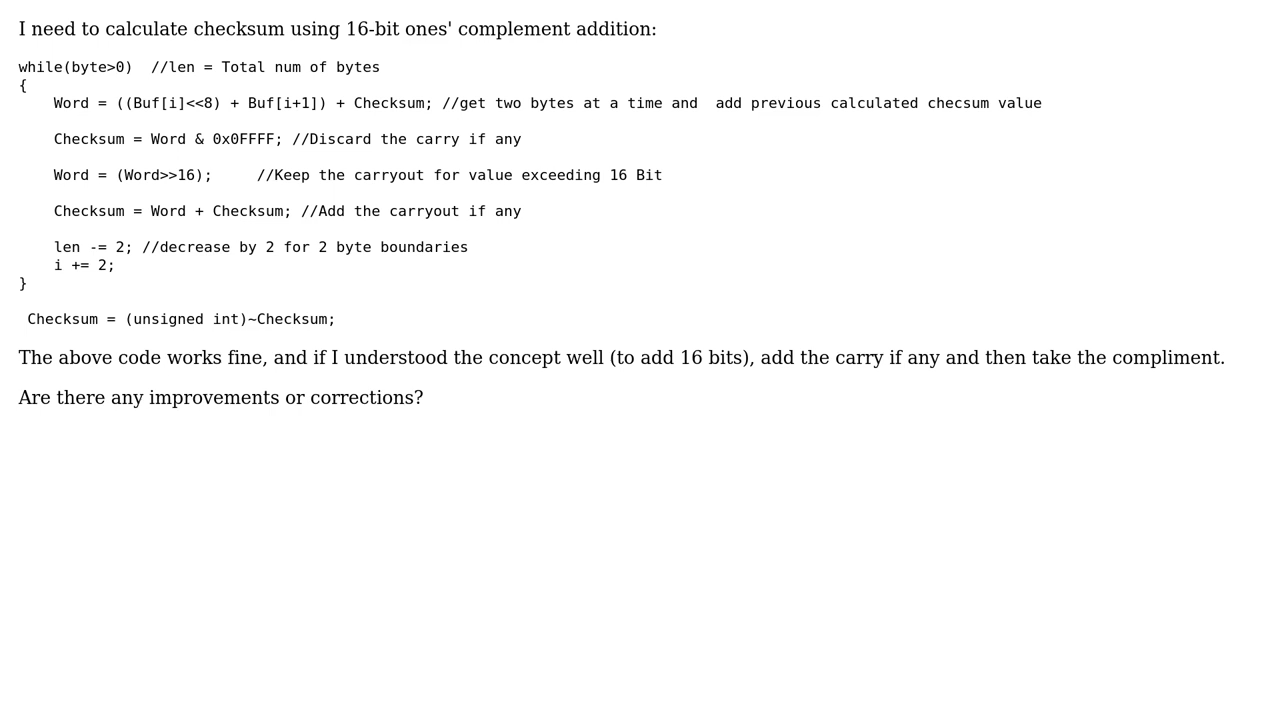 I need to calculate checksum using 16-bit ones' complement addition:
while(byte>0)  //len = Total num of bytes
{
    Word = ((Buf[i]<<8) + Buf[i+1]) + Checksum; //get two bytes at a time and  add previous calculated checsum value
    Checksum = Word & 0x0FFFF; //Discard the carry if any
    Word = (Word>>16);     //Keep the carryout for value exceeding 16 Bit
    Checksum = Word + Checksum; //Add the carryout if any
    len -= 2; //decrease by 2 for 2 byte boundaries
    i += 2;
}
 Checksum = (unsigned int)~Checksum;
The above code works fine, and if I understood the concept well (to add 16 bits), add the carry if any and then take the compliment.
Are there any improvements or corrections?